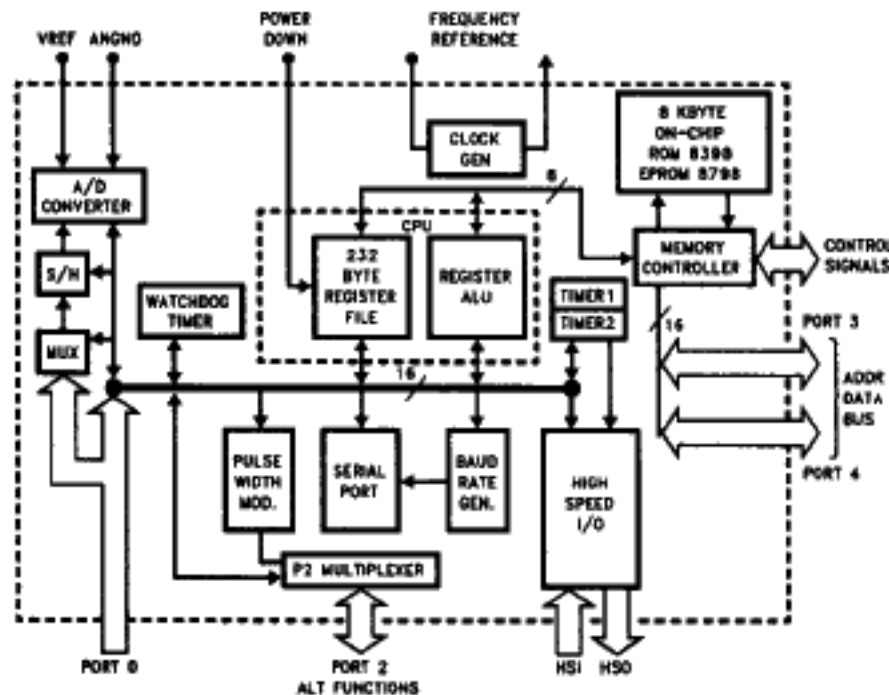 VREF ANGND
POWER
DOWN
FREQUENCY
REFERENCE
8 KBYTE
ON-CHIP
ROM 8398
EPROM 8798
CLOCK
GEN
A/D
CONVERTER
8
CPU
232
BYTE
REGISTER
FILE
REGISTER
ALU
MEMORY
CONTROLLER
CONTROL
SIGNALS
S/H
WATCHDOG
TIMER
TIMER1
TIMER2
16
PORT 3
MUX
16
ADDR
DATA
BUS
PULSE
WIDTH
MOD.
SERIAL
PORT
BAUD
RATE
GEN.
HIGH
SPEED
I/O
PORT 4
P2 MULTIPLEXER
PORT 0
PORT 2
ALT FUNCTIONS
HSI
HSO